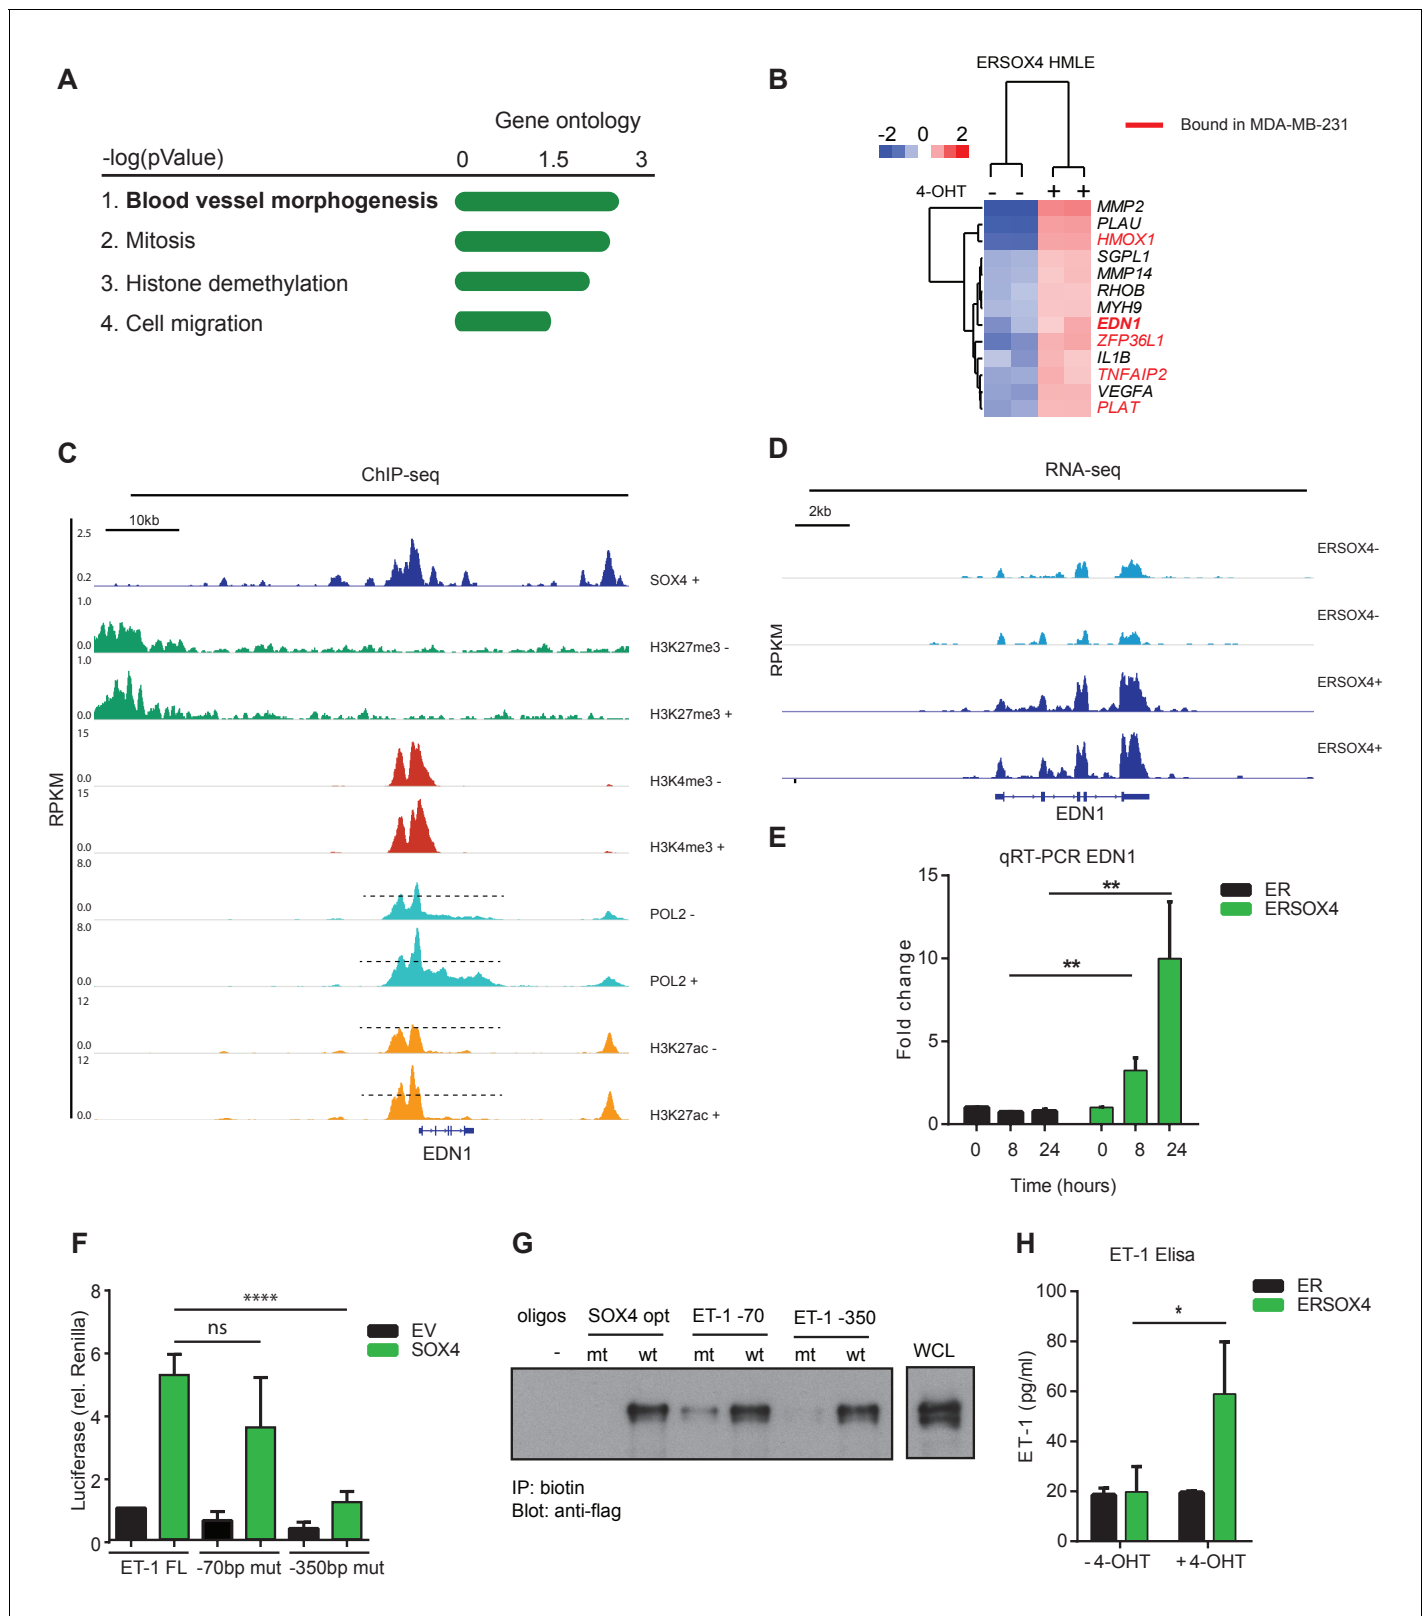 A
Gene ontology
-log(pValue) 0 1.5 3
1. Blood vessel morphogenesis
2. Mitosis
3. Histone demethylation
4. Cell migration
B
ERSOX4 HMLE
-2 0 2
Bound in MDA-MB-231
4-OHT - - + +
MMP2
PLAU
HMOX1
SGPL1
MMP14
RHOB
MYH9
EDN1
ZFP36L1
IL1B
TNFAIP2
VEGFA
PLAT
C
ChIP-seq
10kb
RPKM
2.5
0.2
SOX4 +
1.0
0.0
H3K27me3 -
1.0
0.0
H3K27me3 +
15
0.0
H3K4me3 -
15
0.0
H3K4me3 +
8.0
0.0
POL2 -
8.0
0.0
POL2 +
12
0.0
H3K27ac -
12
0.0
H3K27ac +
EDN1
D
RNA-seq
2kb
RPKM
ERSOX4-
ERSOX4-
ERSOX4+
ERSOX4+
EDN1
E
qRT-PCR EDN1
Fold change
15
10
5
0
0 8 24 0 8 24
Time (hours)
**
**
ER
ERSOX4
F
Luciferase (rel. Renilla)
8
6
4
2
0
****
ns
EV
SOX4
ET-1 FL -70bp mut -350bp mut
G
oligos SOX4 opt ET-1 -70 ET-1 -350
- mt wt mt wt mt wt WCL
IP: biotin
Blot: anti-flag
H
ET-1 Elisa
ET-1 (pg/ml)
100
80
60
40
20
0
*
ER
ERSOX4
- 4-OHT + 4-OHT